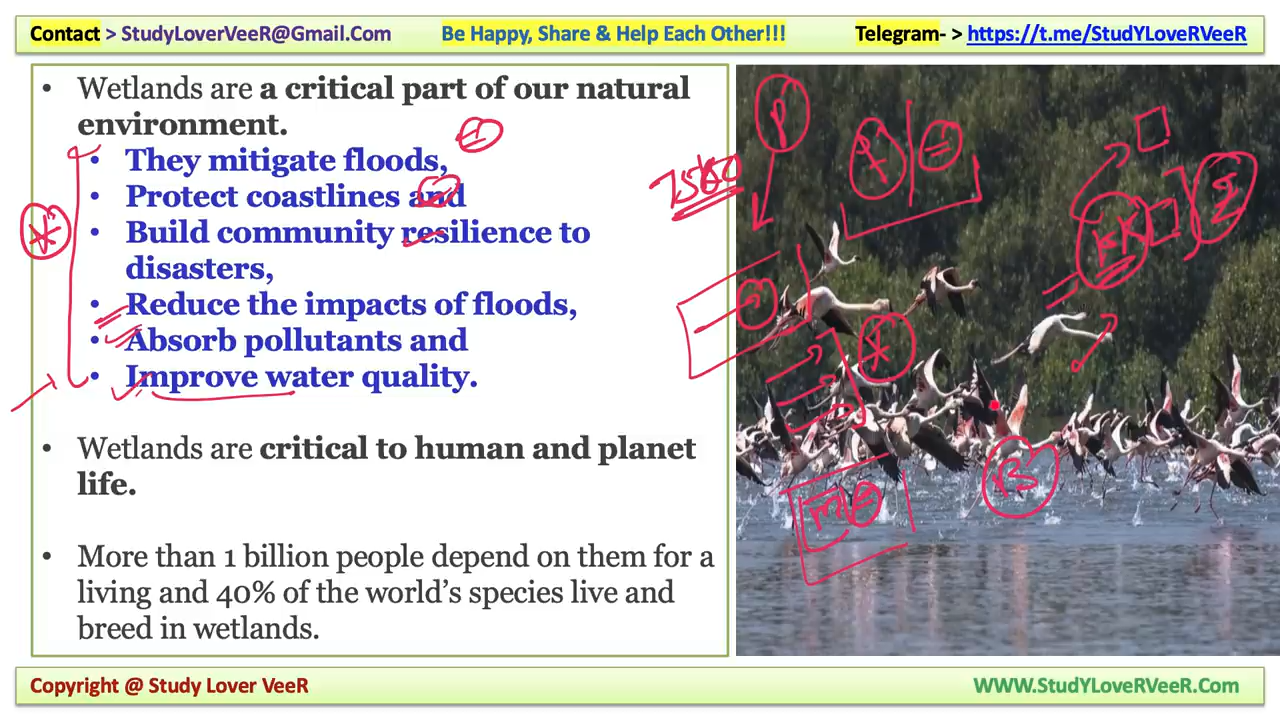 Contact > StudyLoverVeeR@Gmail.Com Be Happy, Share & Help Each Other!!! Telegram- > https://t.me/StudYLoveRVeeR
• Wetlands are a critical part of our natural
environment.
• They mitigate floods,
• Protect coastlines and
• Build community resilience to
disasters,
• Reduce the impacts of floods,
• Absorb pollutants and
• Improve water quality.
• Wetlands are critical to human and planet
life.
• More than 1 billion people depend on them for a
living and 40% of the world's species live and
breed in wetlands.
P
KK
B
Copyright @ Study Lover VeeR WWW.StudYLoveRVeeR.Com